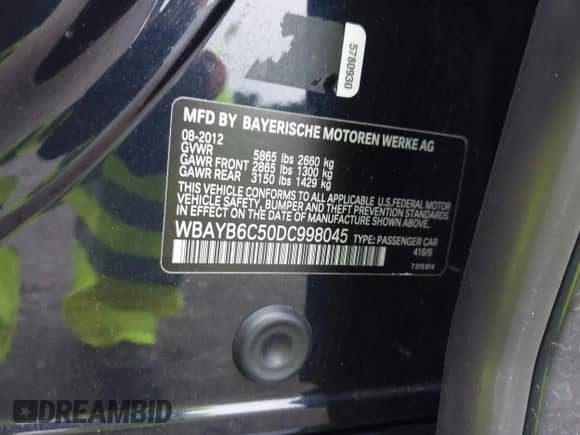 5780930
MFD BY BAYERISCHE MOTOREN WERKE AG
08-2012
GVWR 5865 lbs 2660 kg
GAWR FRONT 2865 lbs 1300 kg
GAWR REAR 3150 lbs 1429 kg
THIS VEHICLE CONFORMS TO ALL APPLICABLE U.S.FEDERAL MOTOR
VEHICLE SAFETY, BUMPER AND THEFT PREVENTION STANDARDS
IN EFFECT ON THE DATE OF MANUFACTURE SHOWN ABOVE.
WBAYB6C50DC998045 TYPE: PASSENGER CAR
416/9
7 313 614
DREAMBID